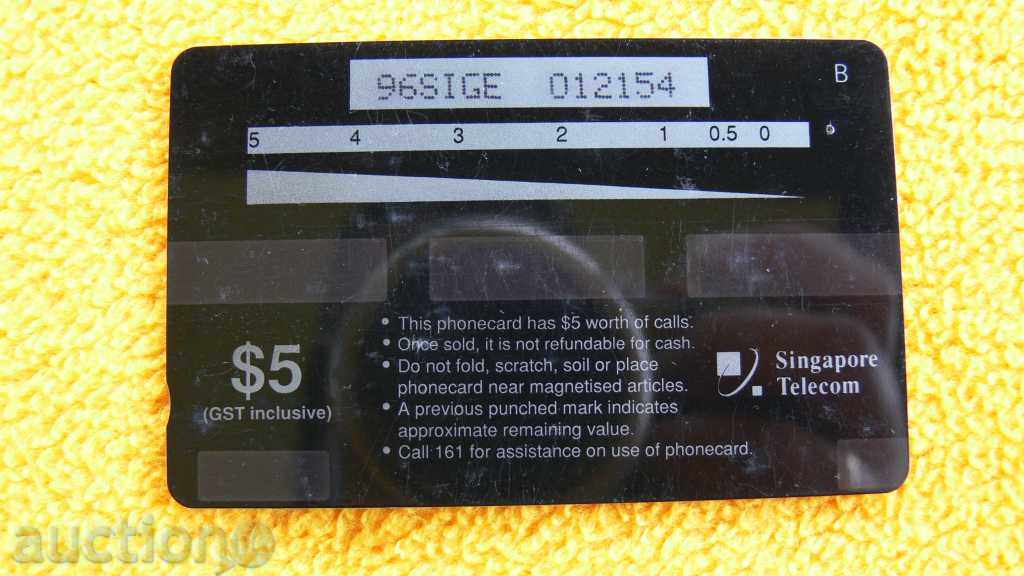 96SIGE 012154
B
5 4 3 2 1 0.5 0
• This phonecard has $5 worth of calls.
• Once sold, it is not refundable for cash.
• Do not fold, scratch, soil or place
phonecard near magnetised articles.
• A previous punched mark indicates
approximate remaining value.
• Call 161 for assistance on use of phonecard.
$5
(GST inclusive)
Singapore
Telecom
auction